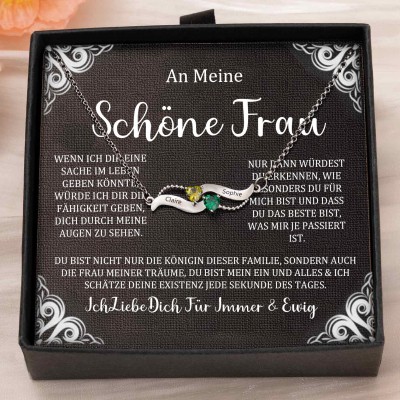 An Meine
Schöne Frau
WENN ICH DIR EINE
SACHE IM LEBEN
GEBEN KÖNNTE,
WÜRDE ICH DIR DIE
FÄHIGKEIT GEBEN,
DICH DURCH MEINE
AUGEN ZU SEHEN.
NUR DANN WÜRDEST
DU ERKENNEN, WIE
BESONDERS DU FÜR
MICH BIST UND DASS
DU DAS BESTE BIST,
WAS MIR JE PASSIERT
IST.
Claire
Sophie
DU BIST NICHT NUR DIE KÖNIGIN DIESER FAMILIE, SONDERN AUCH
DIE FRAU MEINER TRÄUME, DU BIST MEIN EIN UND ALLES & ICH
SCHÄTZE DEINE EXISTENZ JEDE SEKUNDE DES TAGES.
IchLiebeDich Für Immer & Ewig